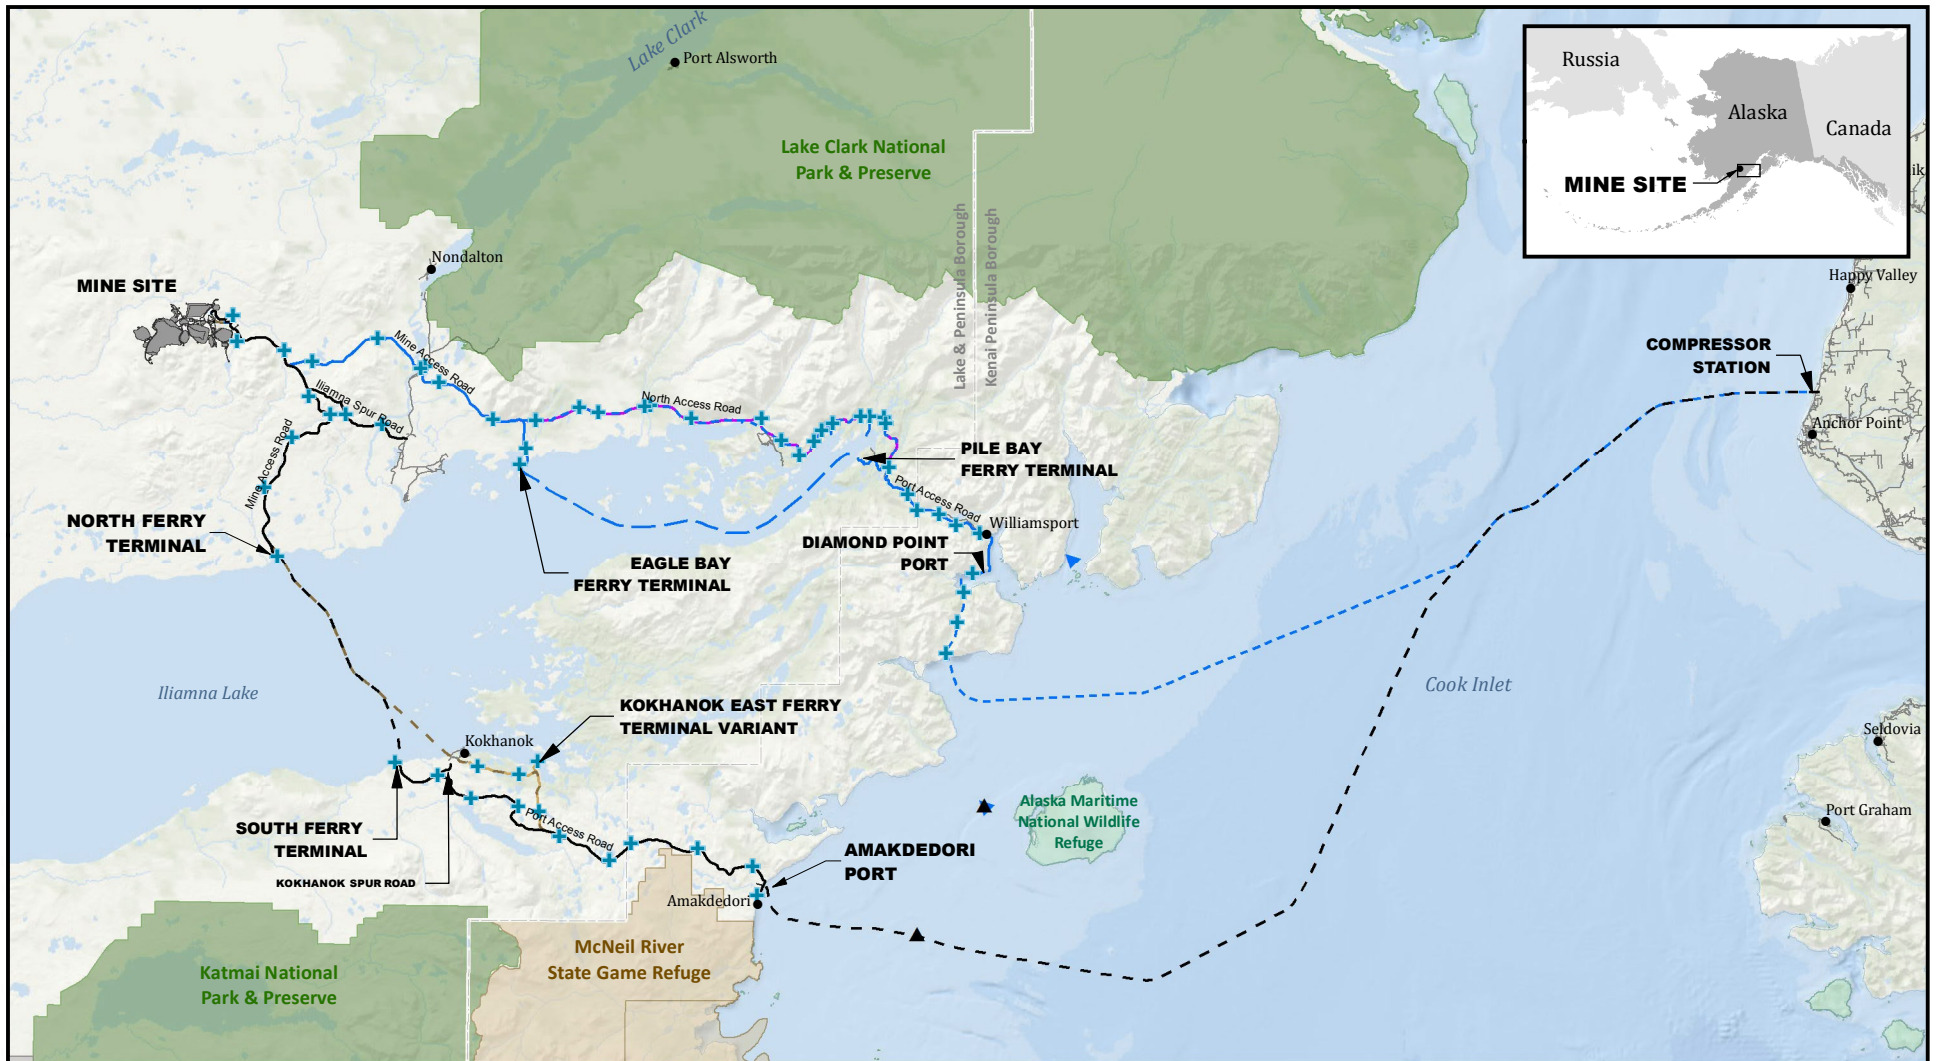 Lake Clark
Port Alsworth
Russia
Alaska
Canada
MINE SITE
Lake Clark National
Park & Preserve
Lake & Peninsula Borough
Kenai Peninsula Borough
ik
Nondalton
MINE SITE
Happy Valley
COMPRESSOR
STATION
Mine Access Road
Iliamna Spur Road
North Access Road
Anchor Point
Mine Access Road
PILE BAY
FERRY TERMINAL
Port Access Road
NORTH FERRY
TERMINAL
Williamsport
DIAMOND POINT
PORT
EAGLE BAY
FERRY TERMINAL
Iliamna Lake
Cook Inlet
KOKHANOK EAST FERRY
TERMINAL VARIANT
Kokhanok
Seldovia
Alaska Maritime
National Wildlife
Refuge
Port Graham
SOUTH FERRY
TERMINAL
Port Access Road
KOKHANOK SPUR ROAD
AMAKDEDORI
PORT
Amakdedori
McNeil River
State Game Refuge
Katmai National
Park & Preserve